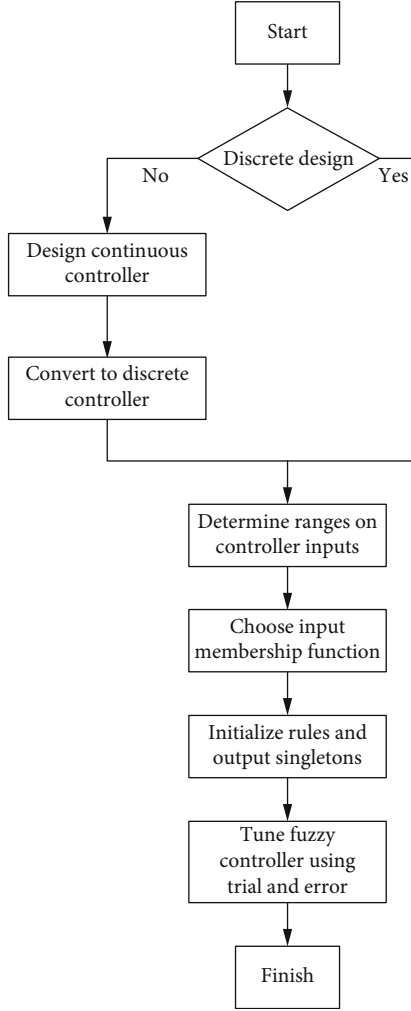 Start
Discrete design
No
Yes
Design continuous
controller
Convert to discrete
controller
Determine ranges on
controller inputs
Choose input
membership function
Initialize rules and
output singletons
Tune fuzzy
controller using
trial and error
Finish